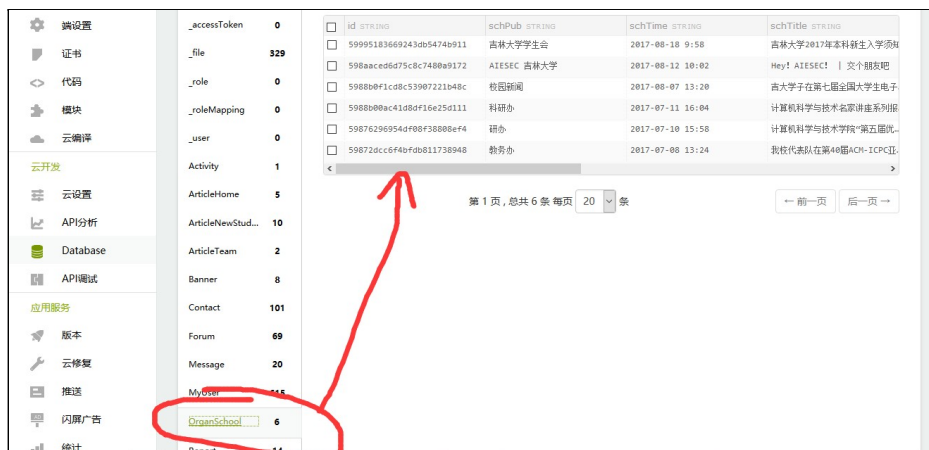 端设置
证书
代码
模块
云编译
云开发
云设置
API分析
Database
API调试
应用服务
版本
云修复
推送
闪屏广告
统计
_accessToken 0
_file 329
_role 0
_roleMapping 0
_user 0
Activity 1
ArticleHome 5
ArticleNewStud... 10
ArticleTeam 2
Banner 8
Contact 101
Forum 69
Message 20
MyUser
OrganSchool 6
id STRING schPub STRING schTime STRING schTitle STRING
59995183669243db5474b911 吉林大学学生会 2017-08-18 9:58 吉林大学2017年本科新生入学须知
598aaced6d75c8c7480a9172 AIESEC 吉林大学 2017-08-12 10:02 Hey! AIESEC! | 交个朋友吧
5988b0f1cd8c53907221b48c 校园新闻 2017-08-07 13:20 吉大学子在第七届全国大学生电子
5988b00ac41d8df16e25d111 科研办 2017-07-11 16:04 计算机科学与技术名家讲座系列报
59876296954df08f38808ef4 研办 2017-07-10 15:58 计算机科学与技术学院“第五届优...
59872dcc6f4bfdb811738948 教务办 2017-07-08 13:24 我校代表队在第40届ACM-ICPC亚
第 1 页 , 总共 6 条 每页 20 条
←前一页 后一页→